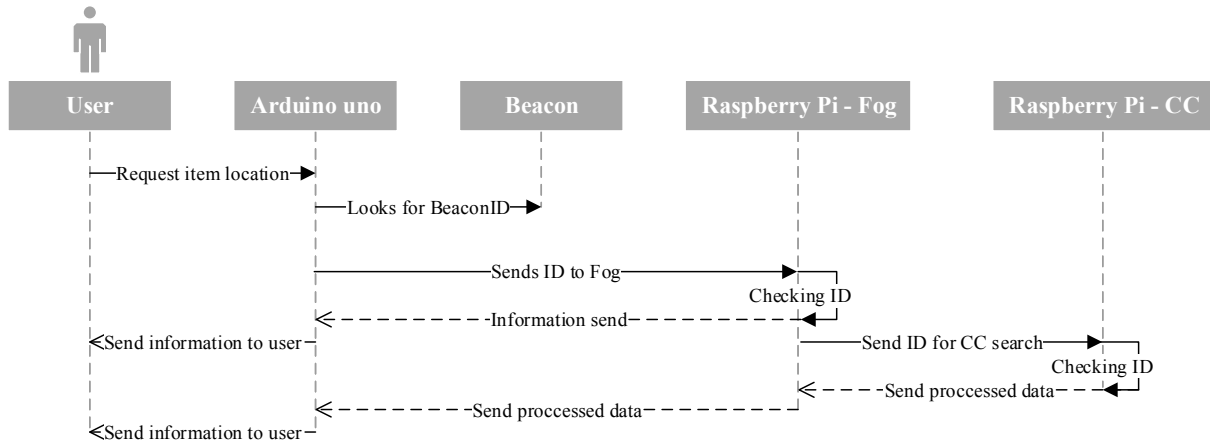 User
Arduino uno
Beacon
Raspberry Pi - Fog
Raspberry Pi - CC
Request item location
Looks for BeaconID
Sends ID to Fog
Checking ID
Information send
Send information to user
Send ID for CC search
Checking ID
Send proccessed data
Send proccessed data
Send information to user